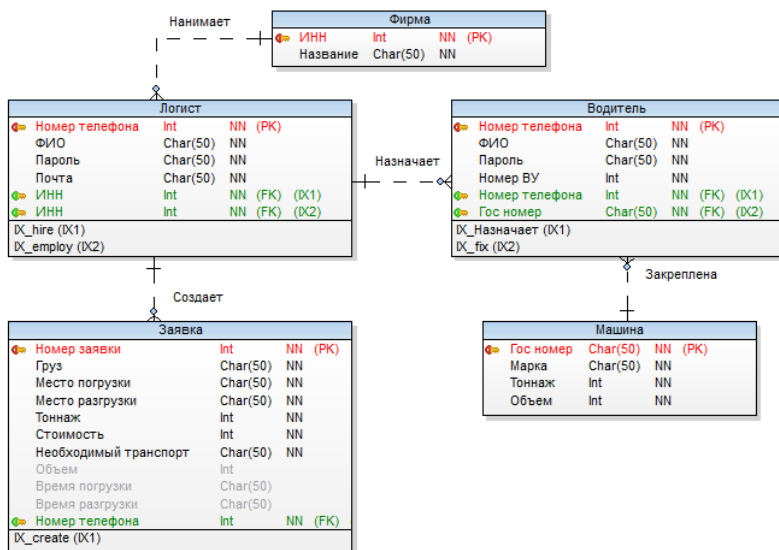 Нанимает
Фирма
ИНН Int NN (PK)
Название Char(50) NN
Логист
Номер телефона Int NN (PK)
ФИО Char(50) NN
Пароль Char(50) NN
Почта Char(50) NN
ИНН Int NN (FK) (IX1)
ИНН Int NN (FK) (IX2)
IX_hire (IX1)
IX_employ (IX2)
Назначает
Водитель
Номер телефона Int NN (PK)
ФИО Char(50) NN
Пароль Char(50) NN
Номер ВУ Int NN
Номер телефона Int NN (FK) (IX1)
Гос номер Char(50) NN (FK) (IX2)
IX_Назначает (IX1)
IX_fix (IX2)
Создает
Закреплена
Заявка
Номер заявки Int NN (PK)
Груз Char(50) NN
Место погрузки Char(50) NN
Место разгрузки Char(50) NN
Тоннаж Int NN
Стоимость Int NN
Необходимый транспорт Char(50) NN
Объем Int
Время погрузки Char(50)
Время разгрузки Char(50)
Номер телефона Int NN (FK)
IX_create (IX1)
Машина
Гос номер Char(50) NN (PK)
Марка Char(50) NN
Тоннаж Int NN
Объем Int NN